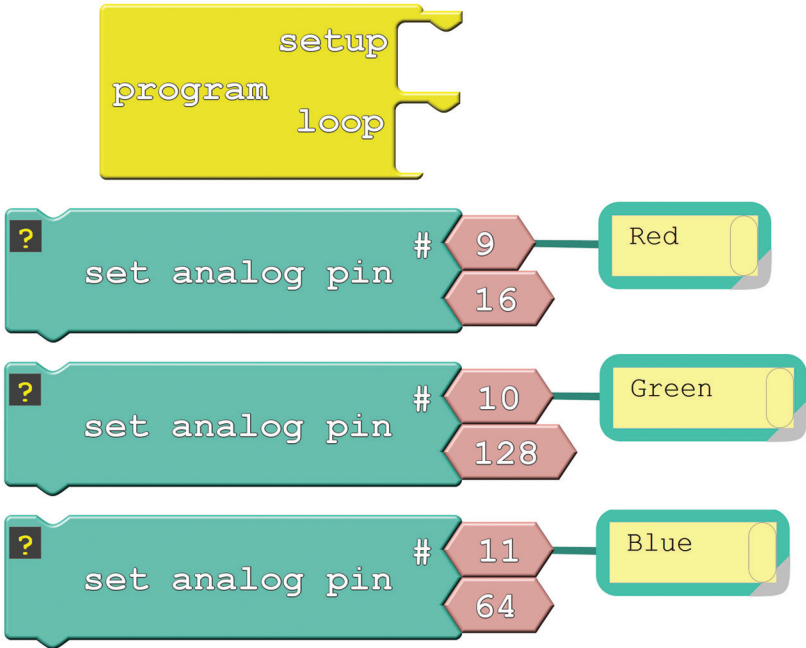 setup
program
loop
? # 9 Red
set analog pin
16
? # 10 Green
set analog pin
128
? # 11 Blue
set analog pin
64